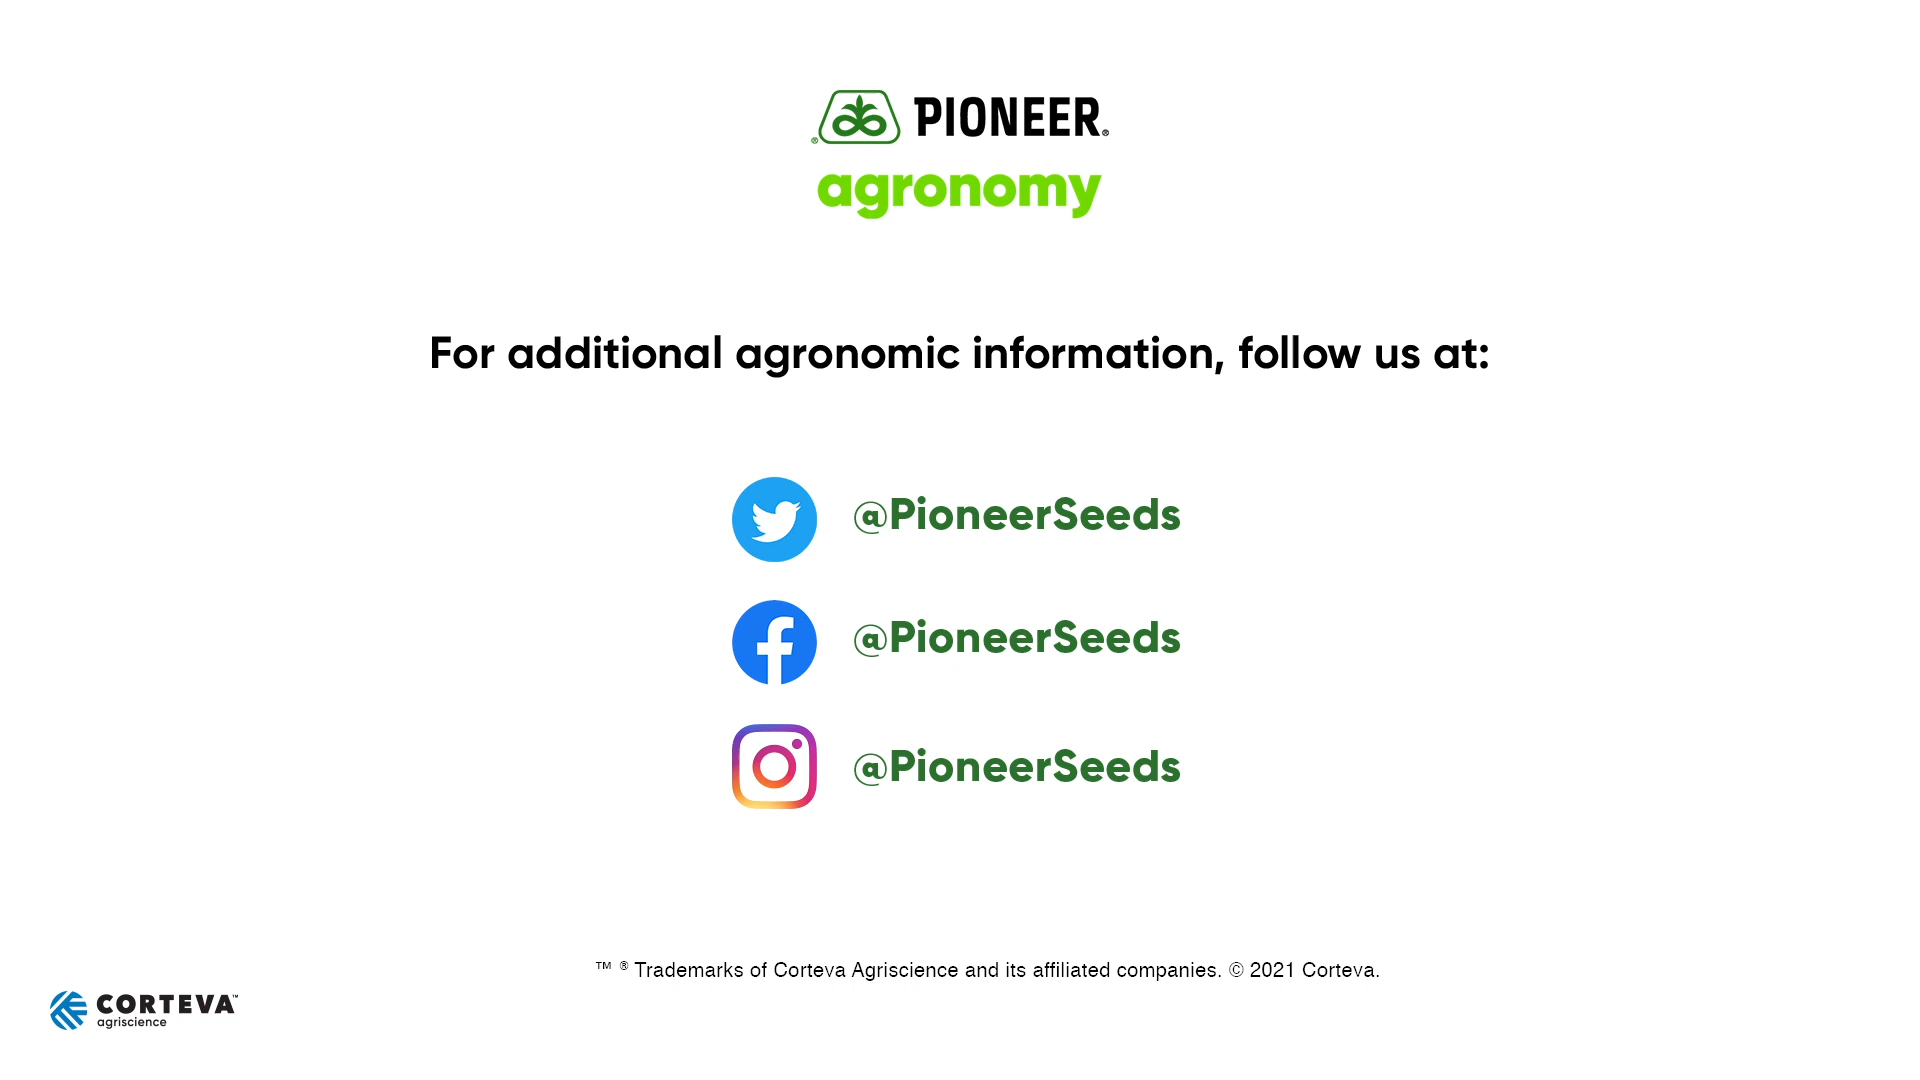 PIONEER®
®
agronomy
For additional agronomic information, follow us at:
@PioneerSeeds
@PioneerSeeds
@PioneerSeeds
™ ® Trademarks of Corteva Agriscience and its affiliated companies. © 2021 Corteva.
CORTEVA™
agriscience